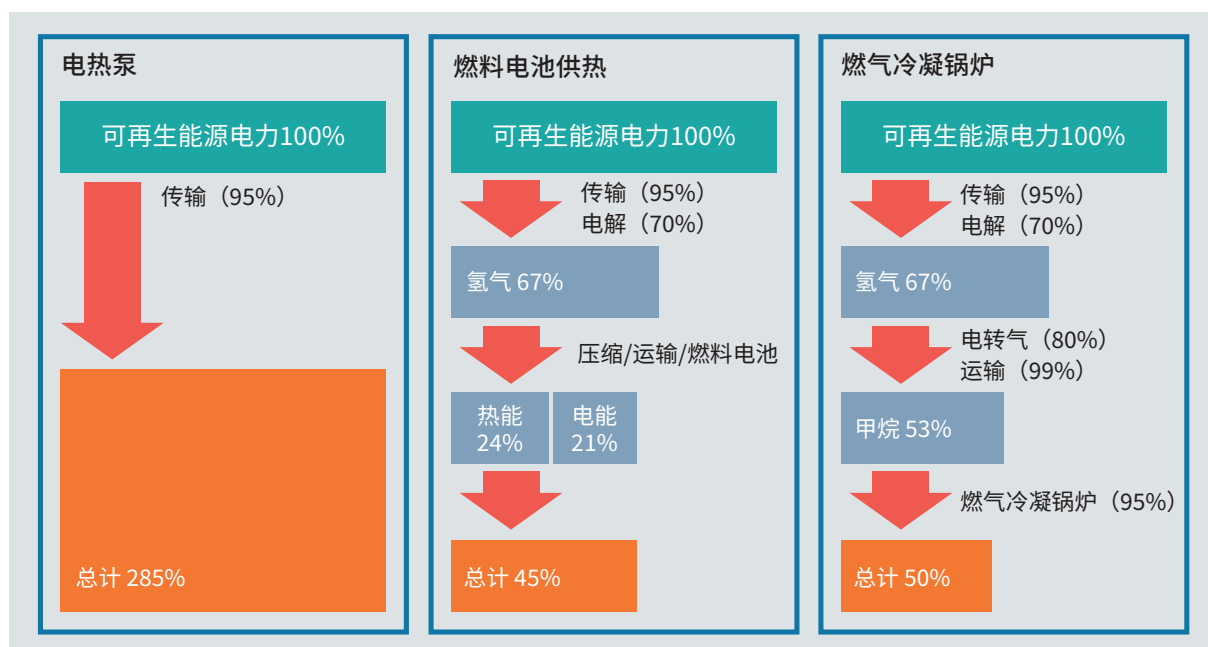 电热泵
可再生能源电力100%
传输（95%）
总计 285%
燃料电池供热
可再生能源电力100%
传输（95%）
电解（70%）
氢气 67%
压缩/运输/燃料电池
热能
24%
电能
21%
总计 45%
燃气冷凝锅炉
可再生能源电力100%
传输（95%）
电解（70%）
氢气 67%
电转气（80%）
运输（99%）
甲烷 53%
燃气冷凝锅炉（95%）
总计 50%